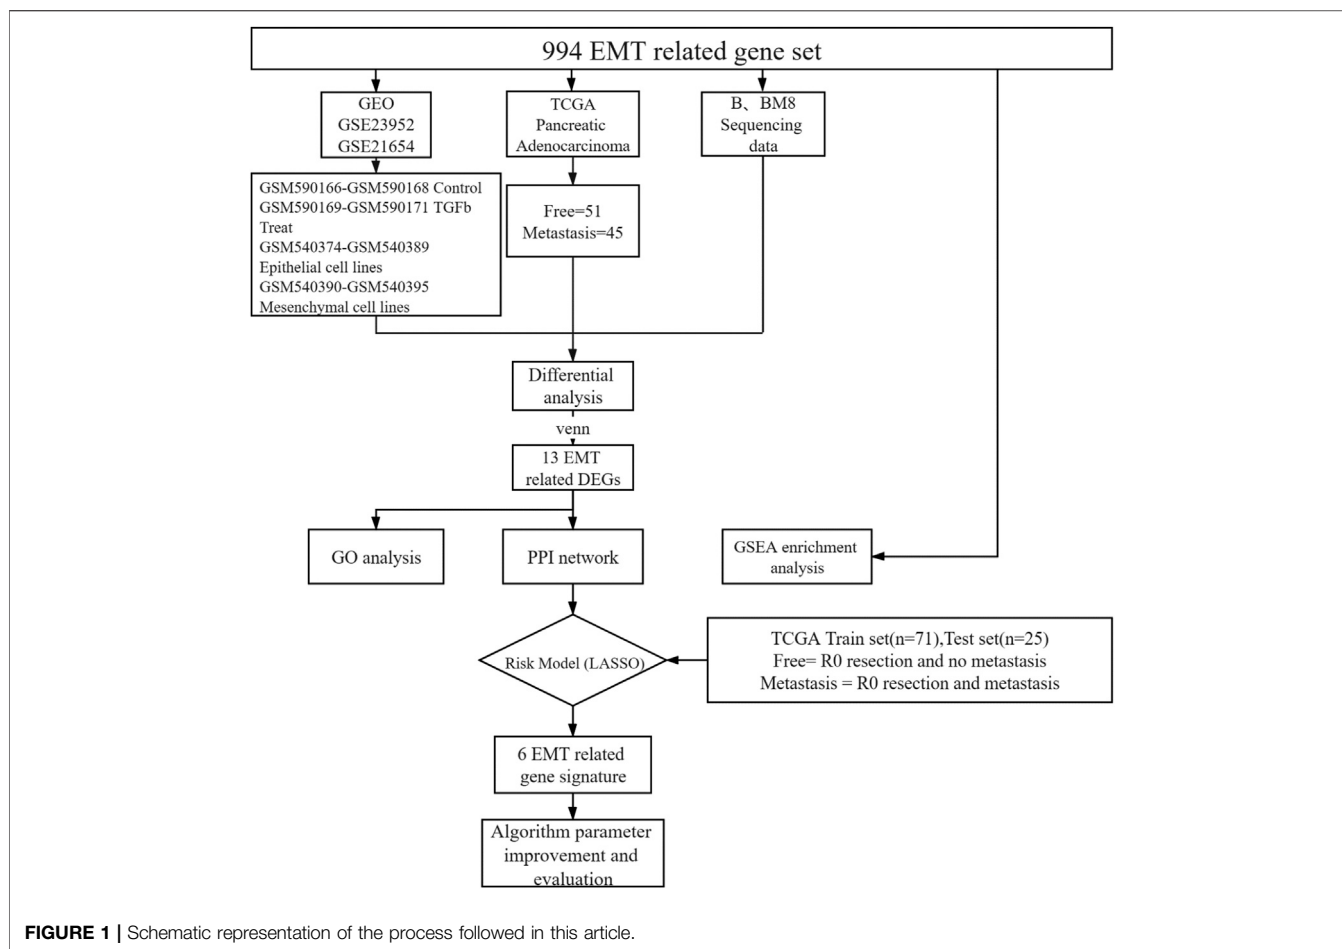 994 EMT related gene set
GEO
GSE23952
GSE21654
TCGA
Pancreatic
Adenocarcinoma
B、BM8
Sequencing
data
GSM590166-GSM590168 Control
GSM590169-GSM590171 TGFb
Treat
GSM540374-GSM540389
Epithelial cell lines
GSM540390-GSM540395
Mesenchymal cell lines
Free=51
Metastasis=45
Differential
analysis
venn
13 EMT
related DEGs
GO analysis
PPI network
GSEA enrichment
analysis
Risk Model (LASSO)
TCGA Train set(n=71),Test set(n=25)
Free= R0 resection and no metastasis
Metastasis = R0 resection and metastasis
6 EMT related
gene signature
Algorithm parameter
improvement and
evaluation
FIGURE 1 | Schematic representation of the process followed in this article.